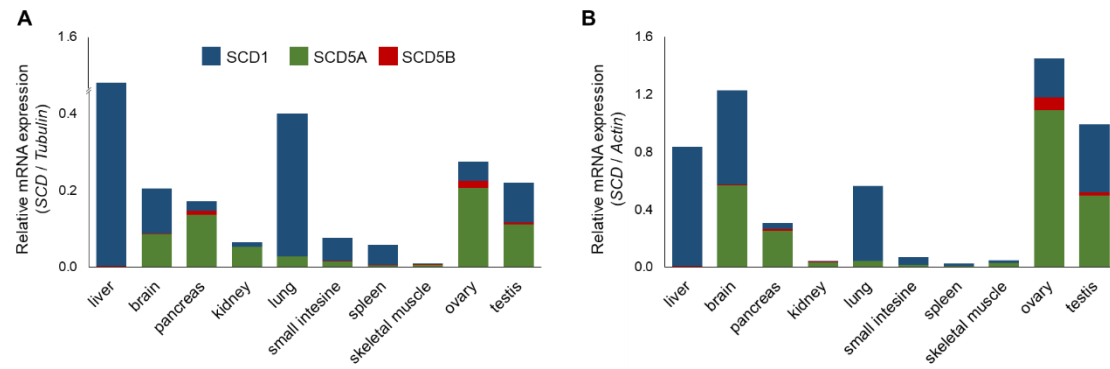 A
Relative mRNA expression
(SCD / Tubulin)
1.6
0.4
0.2
0.0
SCD1 SCD5A SCD5B
liver
brain
pancreas
kidney
lung
small intesine
spleen
skeletal muscle
ovary
testis
B
Relative mRNA expression
(SCD / Actin)
1.6
1.2
0.8
0.4
0.0
liver
brain
pancreas
kidney
lung
small intesine
spleen
skeletal muscle
ovary
testis